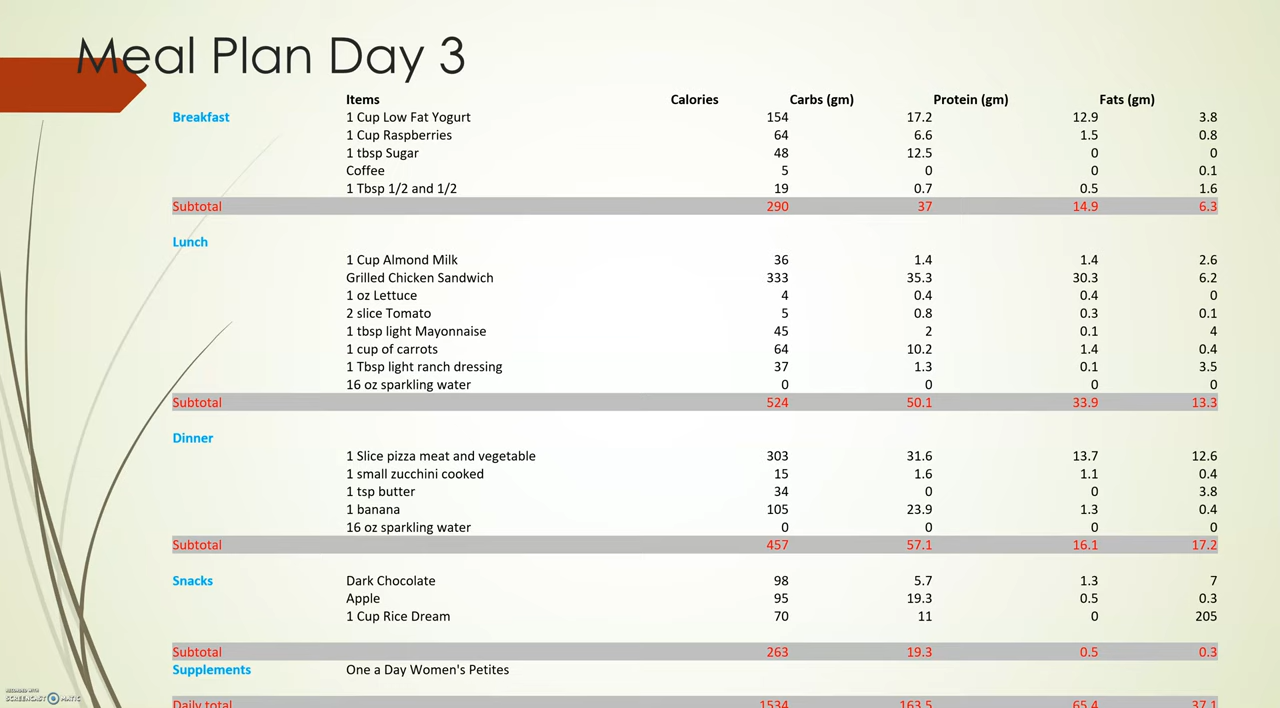 Meal Plan Day 3
Items Calories Carbs (gm) Protein (gm) Fats (gm)
Breakfast 1 Cup Low Fat Yogurt 154 17.2 12.9 3.8
1 Cup Raspberries 64 6.6 1.5 0.8
1 tbsp Sugar 48 12.5 0 0
Coffee 5 0 0 0.1
1 Tbsp 1/2 and 1/2 19 0.7 0.5 1.6
Subtotal 290 37 14.9 6.3
Lunch
1 Cup Almond Milk 36 1.4 1.4 2.6
Grilled Chicken Sandwich 333 35.3 30.3 6.2
1 oz Lettuce 4 0.4 0.4 0
2 slice Tomato 5 0.8 0.3 0.1
1 tbsp light Mayonnaise 45 2 0.1 4
1 cup of carrots 64 10.2 1.4 0.4
1 Tbsp light ranch dressing 37 1.3 0.1 3.5
16 oz sparkling water 0 0 0 0
Subtotal 524 50.1 33.9 13.3
Dinner
1 Slice pizza meat and vegetable 303 31.6 13.7 12.6
1 small zucchini cooked 15 1.6 1.1 0.4
1 tsp butter 34 0 0 3.8
1 banana 105 23.9 1.3 0.4
16 oz sparkling water 0 0 0 0
Subtotal 457 57.1 16.1 17.2
Snacks Dark Chocolate 98 5.7 1.3 7
Apple 95 19.3 0.5 0.3
1 Cup Rice Dream 70 11 0 205
Subtotal 263 19.3 0.5 0.3
Supplements One a Day Women's Petites
Daily total 1534 163.5 65.4 37.1
RECORDED WITH
SCREENCAST MATIC